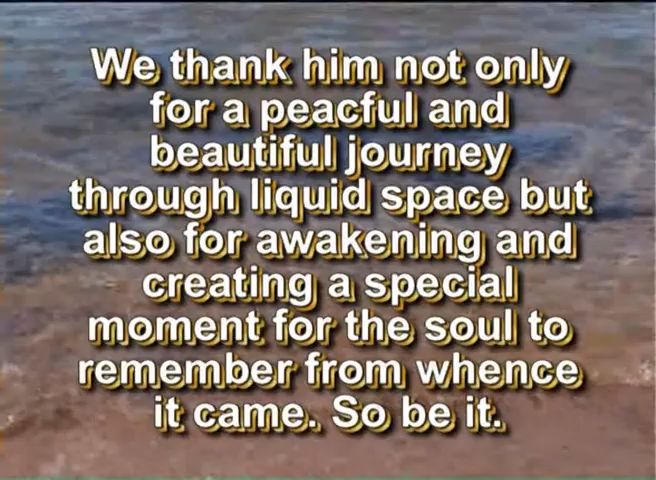 We thank him not only
for a peacful and
beautiful journey
through liquid space but
also for awakening and
creating a special
moment for the soul to
remember from whence
it came. So be it.